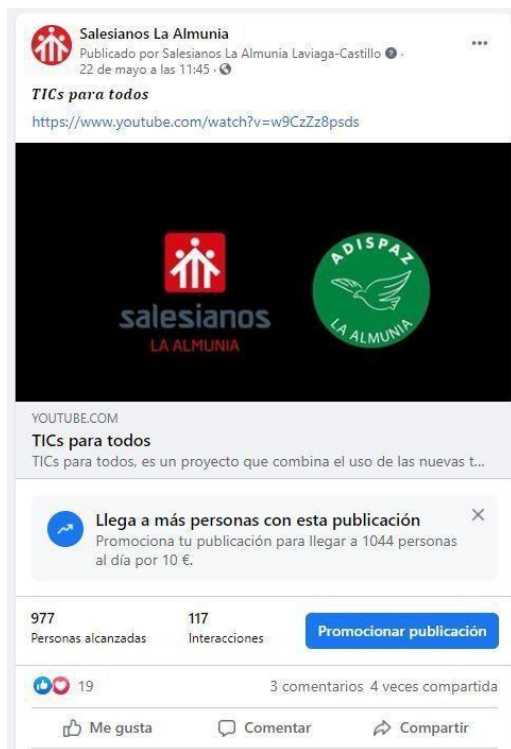 Salesianos La Almunia
Publicado por Salesianos La Almunia Laviaga-Castillo ·
22 de mayo a las 11:45 ·
TICs para todos
https://www.youtube.com/watch?v=w9CzZz8psds
salesianos
LA ALMUNIA
ADISPAZ
LA ALMUNIA
YOUTUBE.COM
TICs para todos
TICs para todos, es un proyecto que combina el uso de las nuevas t...
Llega a más personas con esta publicación
Promociona tu publicación para llegar a 1044 personas
al día por 10 €.
977
Personas alcanzadas
117
Interacciones
Promocionar publicación
19
3 comentarios 4 veces compartida
Me gusta
Comentar
Compartir